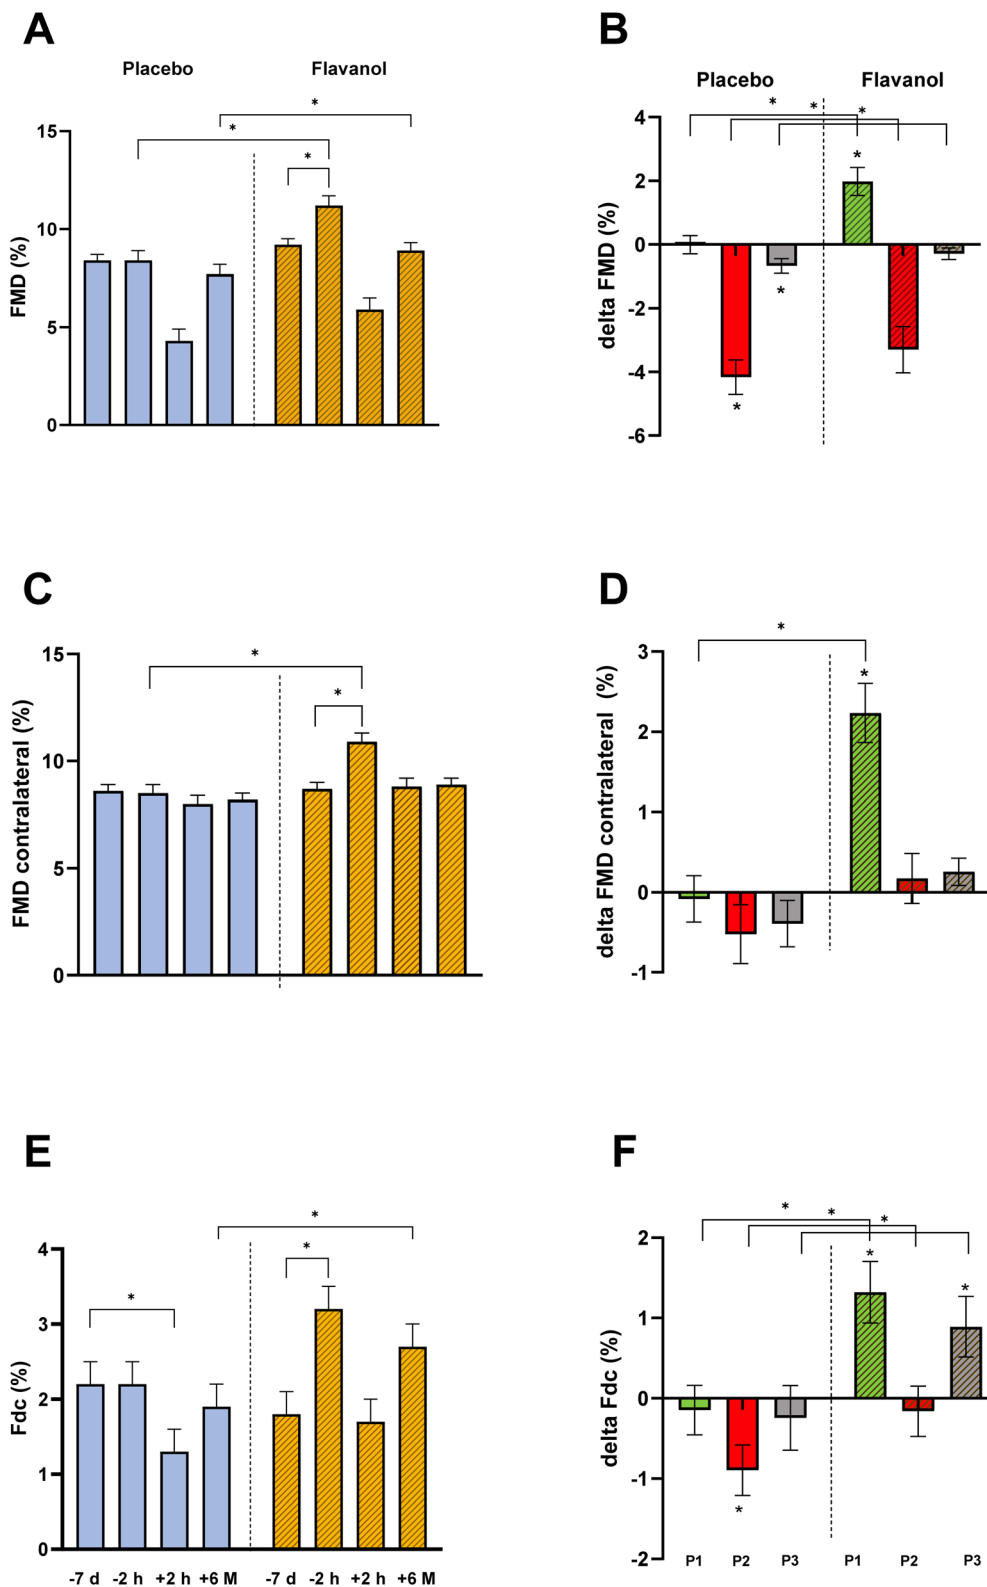 A
Placebo Flavanol
* * *
FMD (%)
15
10
5
0
B
Placebo Flavanol
* * *
* * *
*
delta FMD (%)
4
2
0
-2
-4
-6
C
* *
FMD contralateral (%)
15
10
5
0
D
*
*
delta FMD contralateral (%)
3
2
1
0
-1
E
* * *
*
Fdc (%)
4
3
2
1
0
-7 d -2 h +2 h +6 M -7 d -2 h +2 h +6 M
F
* * *
* *
*
delta Fdc (%)
2
1
0
-1
-2
P1 P2 P3 P1 P2 P3